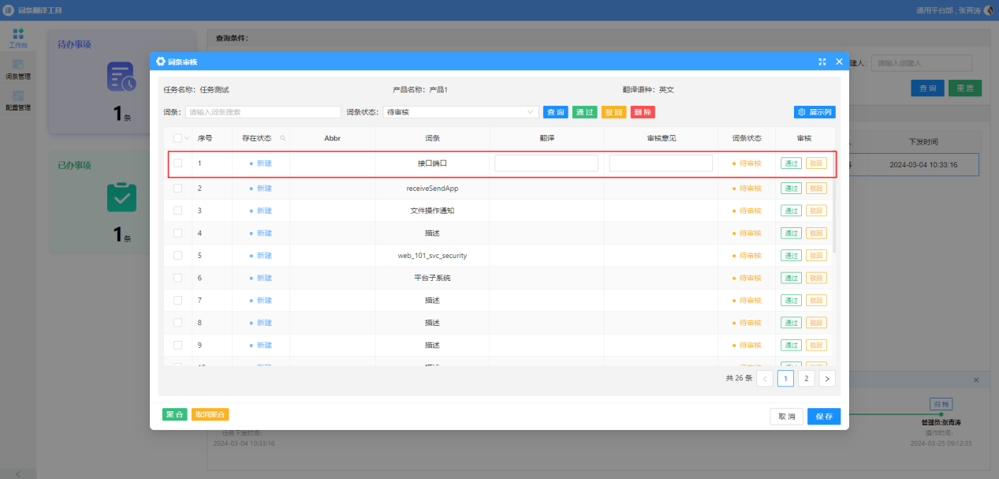 译 词条翻译工具
通用平台部 , 张青涛
工作台
词条管理
配置管理
待办事项
1 条
已办事项
1 条
查询条件:
建人: 请输入创建人
查 询 重 置
下发时间
2024-03-04 10:33:16
词条审核
任务名称: 任务测试 产品名称: 产品1 翻译语种: 英文
词条: 请输入词条搜索 词条状态: 待审核 查 询 通 过 驳 回 删 除 展示列
序号 存在状态 Abbr 词条 翻译 审核意见 词条状态 审核
1 新建 接口端口 待审核 通过 驳回
2 新建 receiveSendApp 待审核 通过 驳回
3 新建 文件操作通知 待审核 通过 驳回
4 新建 描述 待审核 通过 驳回
5 新建 web_101_svc_security 待审核 通过 驳回
6 新建 平台子系统 待审核 通过 驳回
7 新建 描述 待审核 通过 驳回
8 新建 描述 待审核 通过 驳回
9 新建 描述 待审核 通过 驳回
共 26 条 < 1 2 >
聚 合 取消聚合 取 消 保 存
任务下发时间:
2024-03-04 10:33:16
归 档
管理员:张青涛
操作时间:
2024-03-25 09:12:35